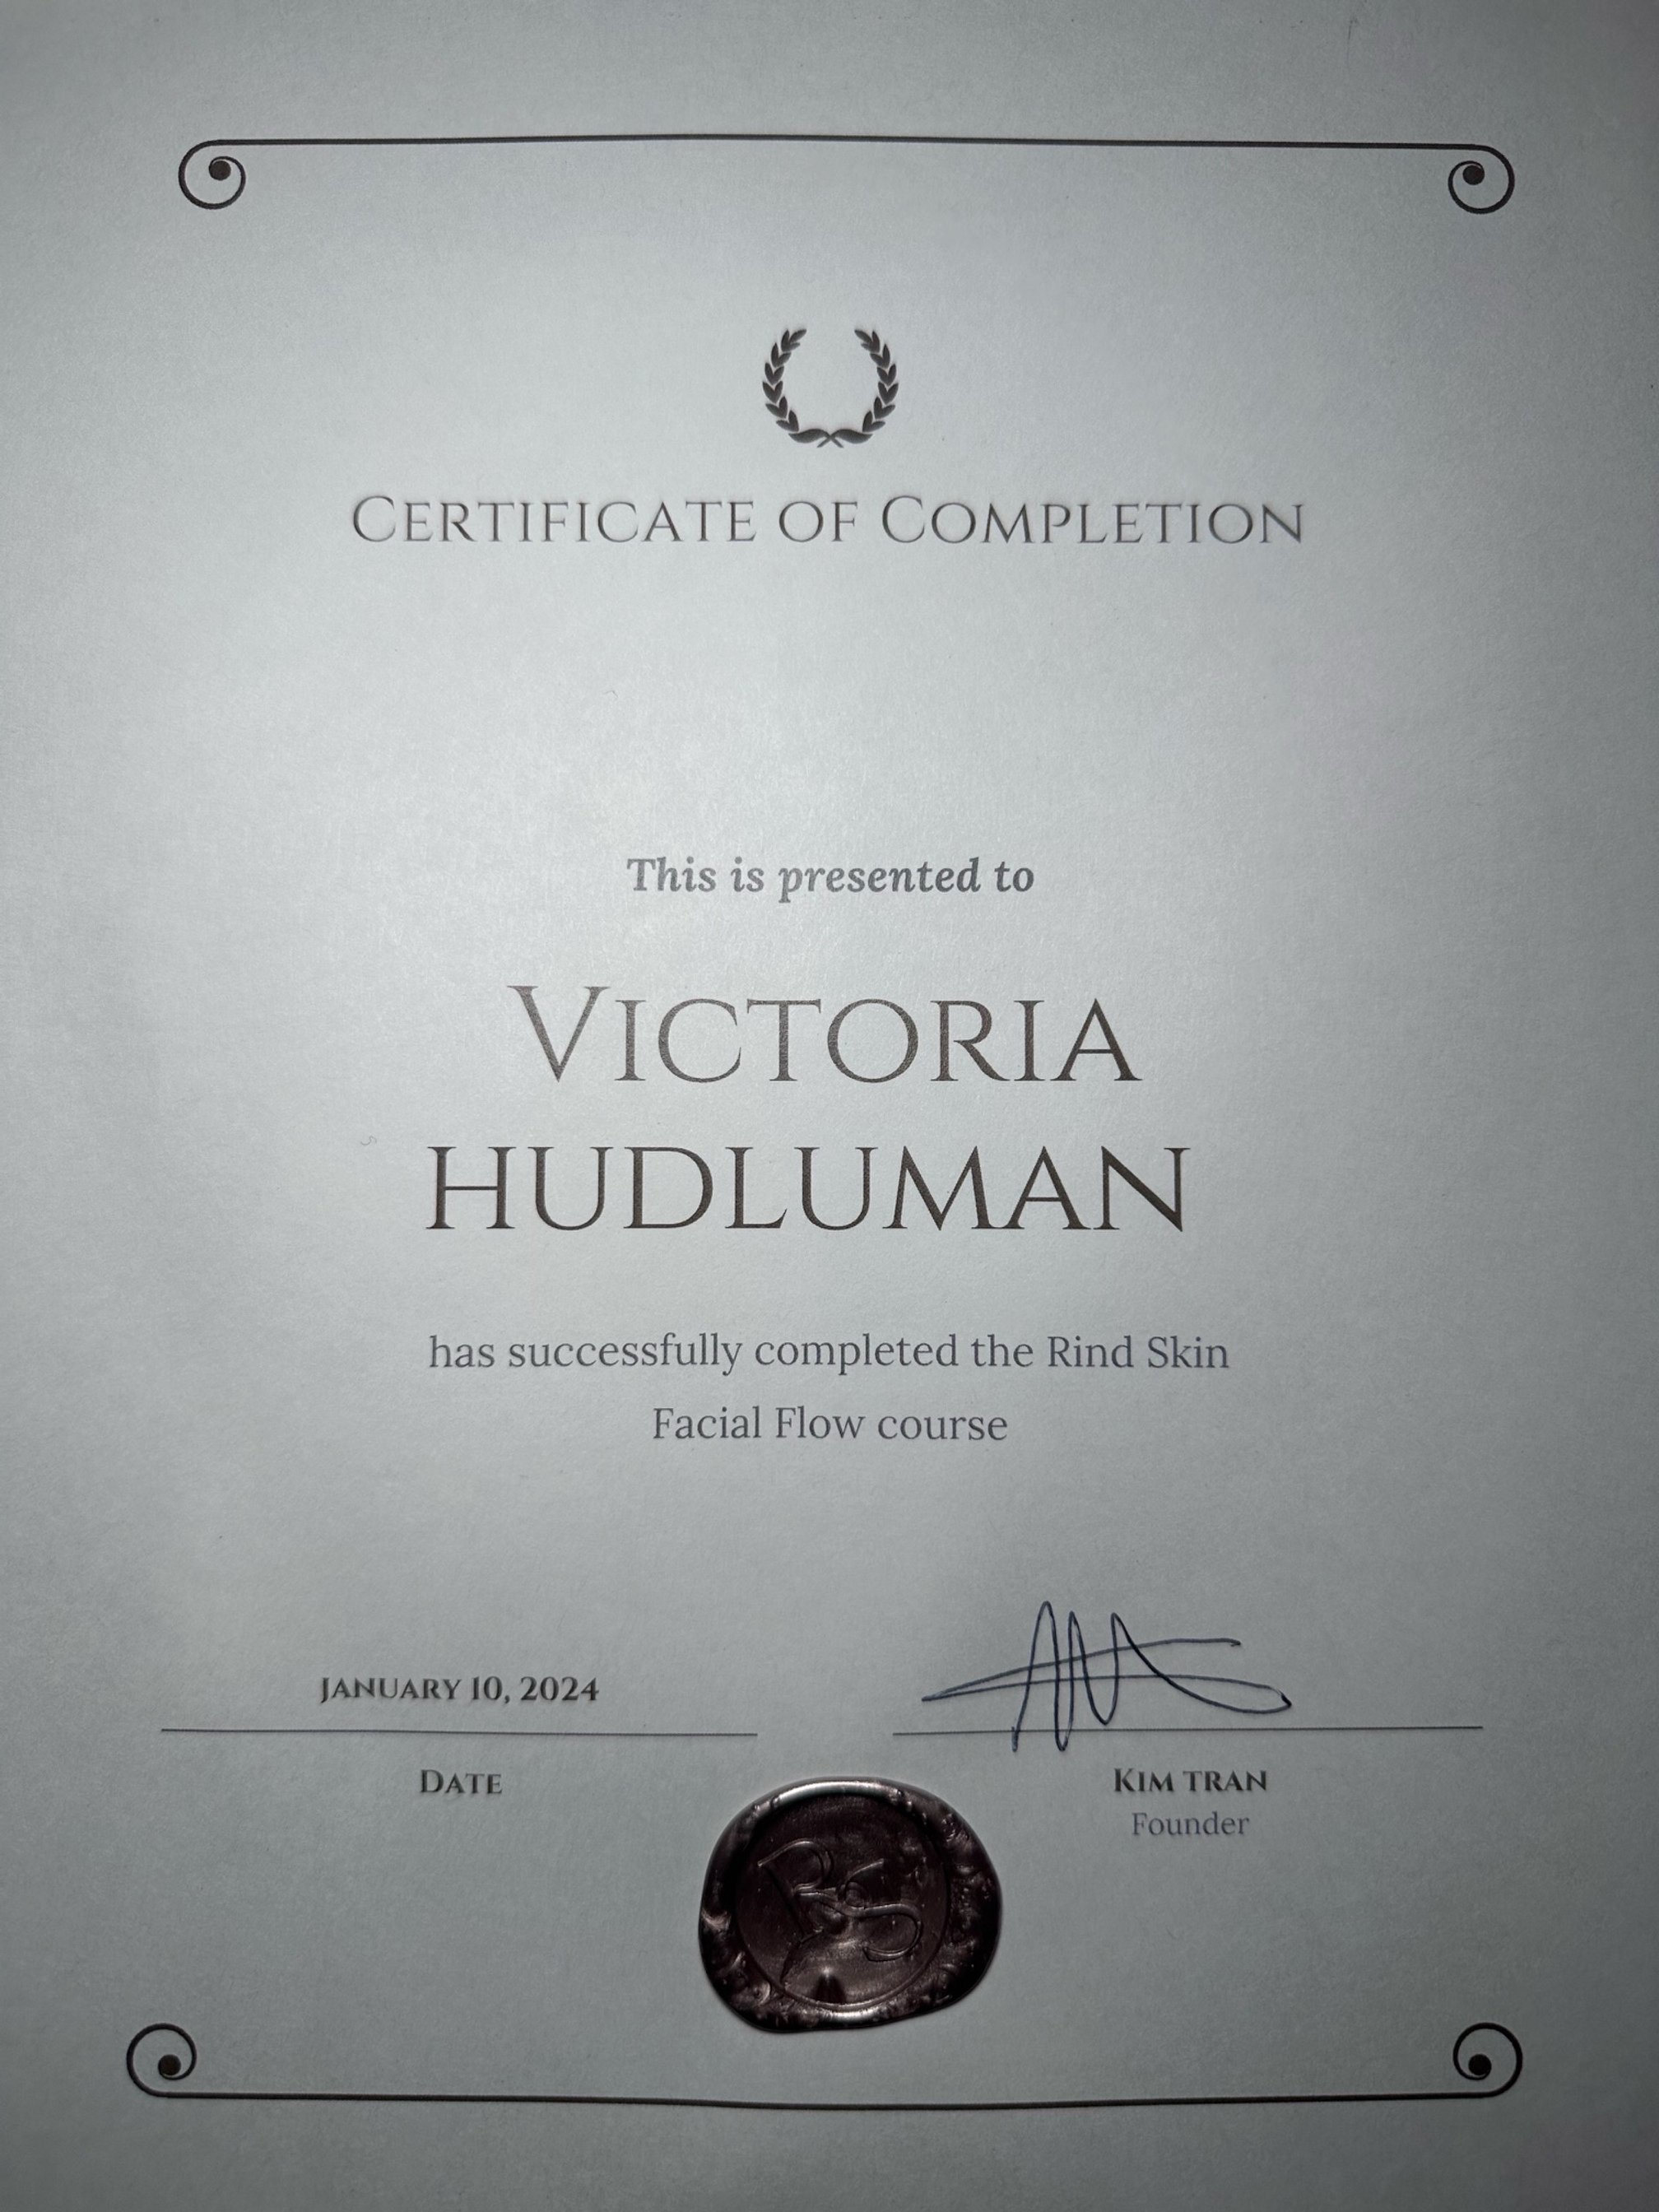 Certificate of Completion
This is presented to
Victoria
Hudluman
has successfully completed the Rind Skin
Facial Flow course
January 10, 2024
Date
Kim Tran
Founder
RS